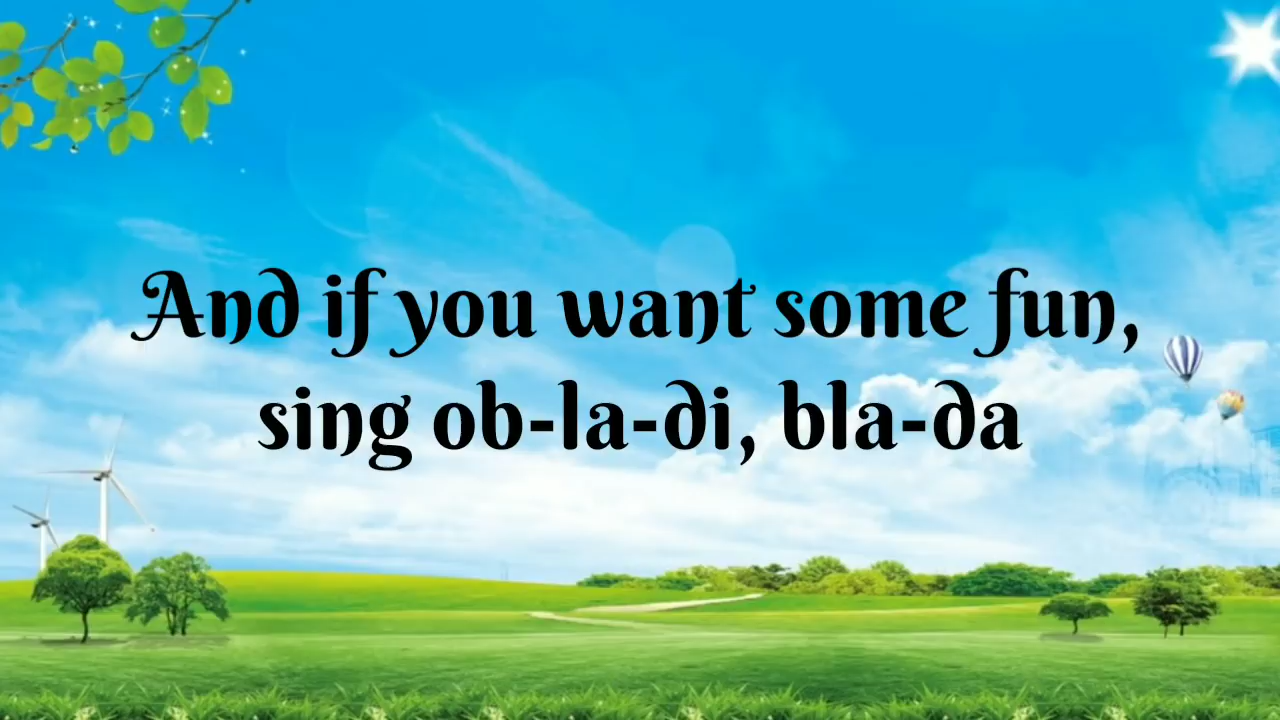 And if you want some fun,
sing ob-la-di, bla-da